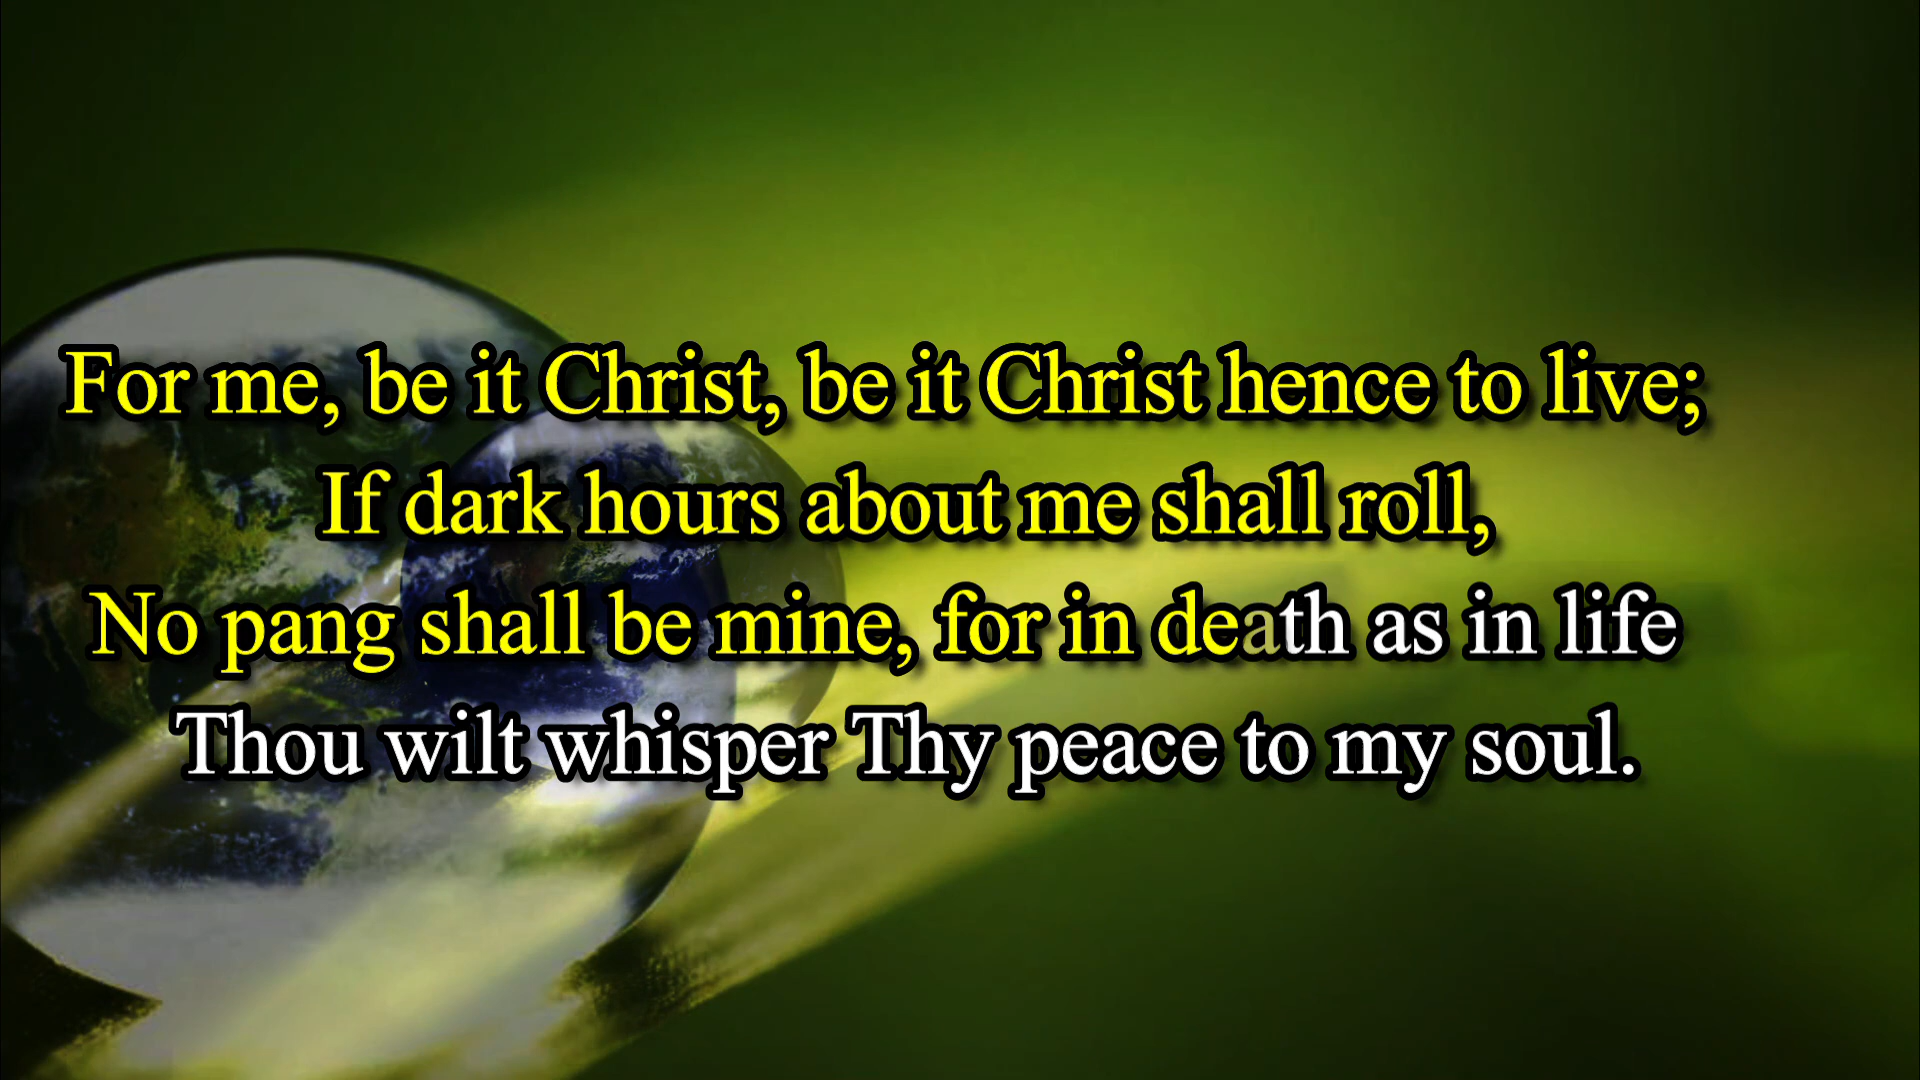 For me, be it Christ, be it Christ hence to live;
If dark hours about me shall roll,
No pang shall be mine, for in death as in life
Thou wilt whisper Thy peace to my soul.